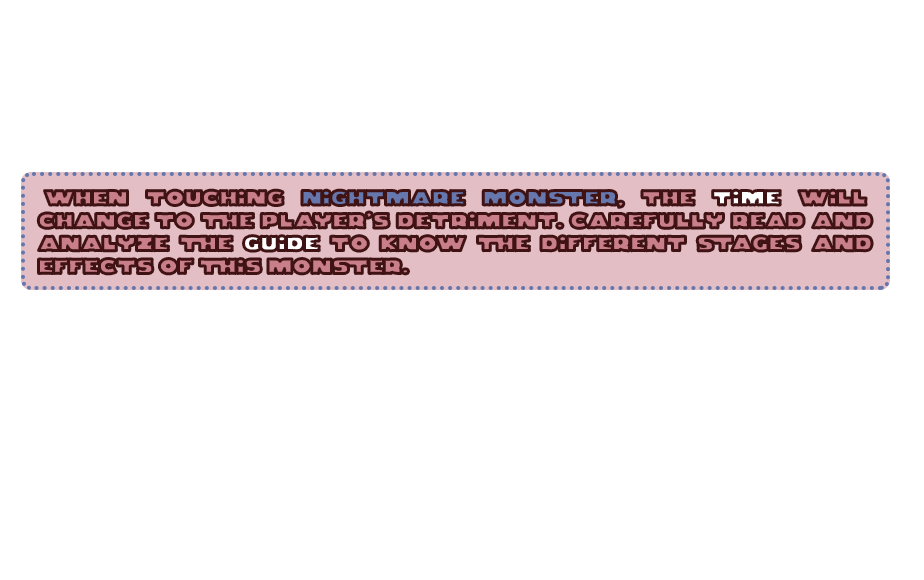 WHEN TOUCHiNG NiGHTMARE MONSTER, THE TiME WiLL
CHANGE TO THE PLAYER'S DETRiMENT. CAREFULLY READ AND
ANALYZE THE GUiDE TO KNOW THE DiFFERENT STAGES AND
EFFECTS OF THiS MONSTER.